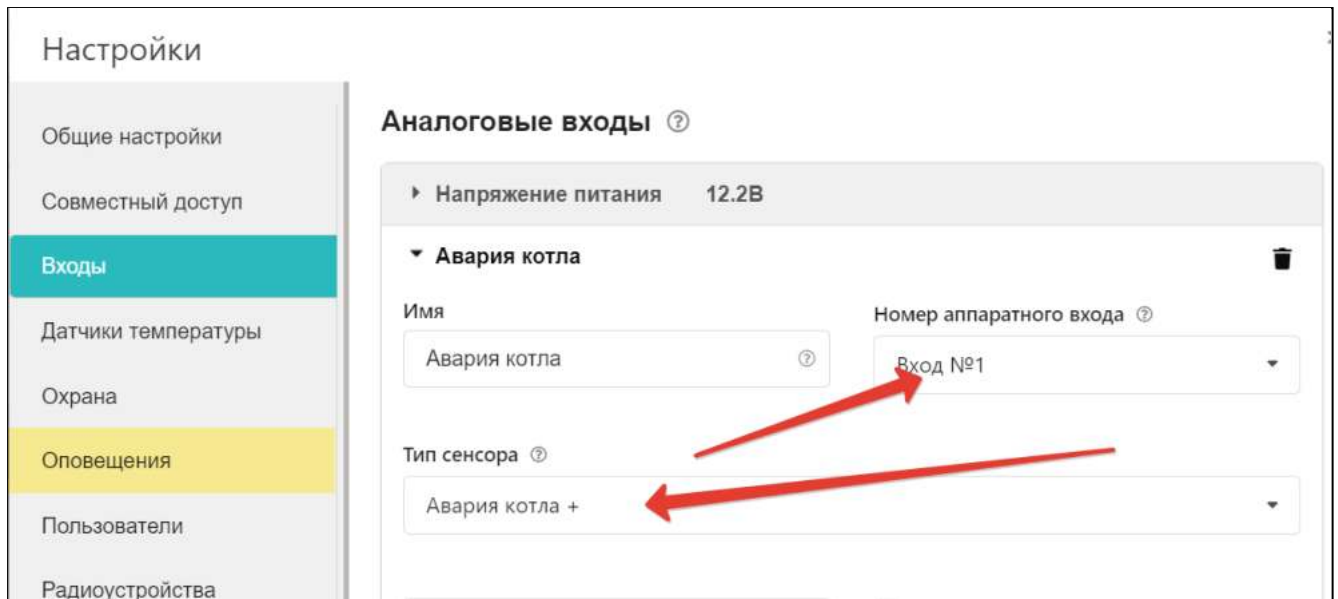 Настройки
Общие настройки
Совместный доступ
Входы
Датчики температуры
Охрана
Оповещения
Пользователи
Радиоустройства
Аналоговые входы
Напряжение питания 12.2В
Авария котла
Имя
Авария котла
Номер аппаратного входа
Вход №1
Тип сенсора
Авария котла +